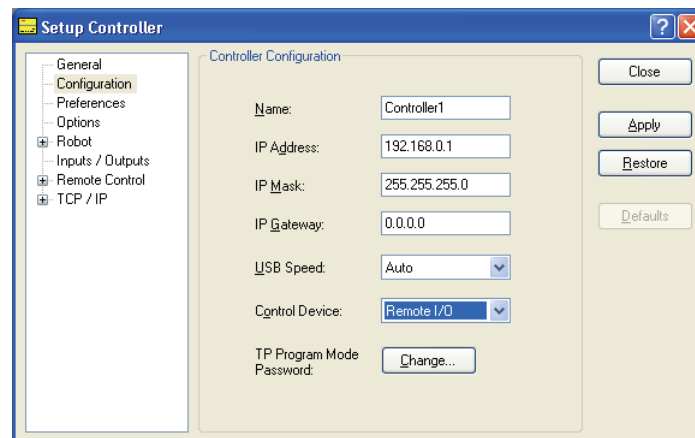 Setup Controller
General
Configuration
Preferences
Options
Robot
Inputs / Outputs
Remote Control
TCP / IP
Controller Configuration
Name: Controller1
IP Address: 192.168.0.1
IP Mask: 255.255.255.0
IP Gateway: 0.0.0.0
USB Speed: Auto
Control Device: Remote I/O
TP Program Mode
Password: Change...
Close
Apply
Restore
Defaults